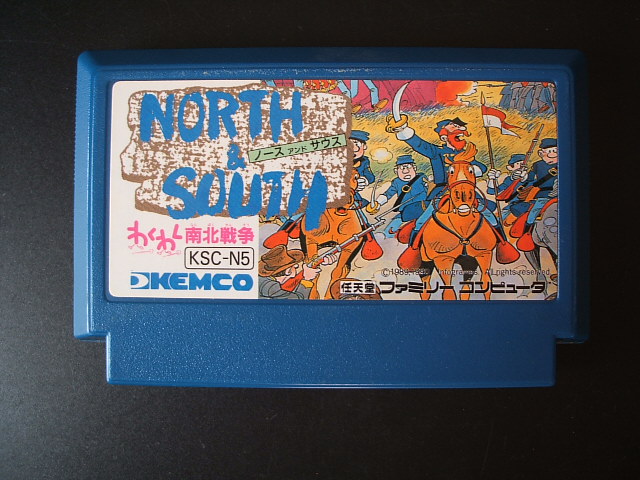 NORTH
&
ノース アンド サウス
SOUTH
わくわく南北戦争
KSC-N5
KEMCO
Infogrames. All rights reserved
任天堂 ファミリーコンピュータ